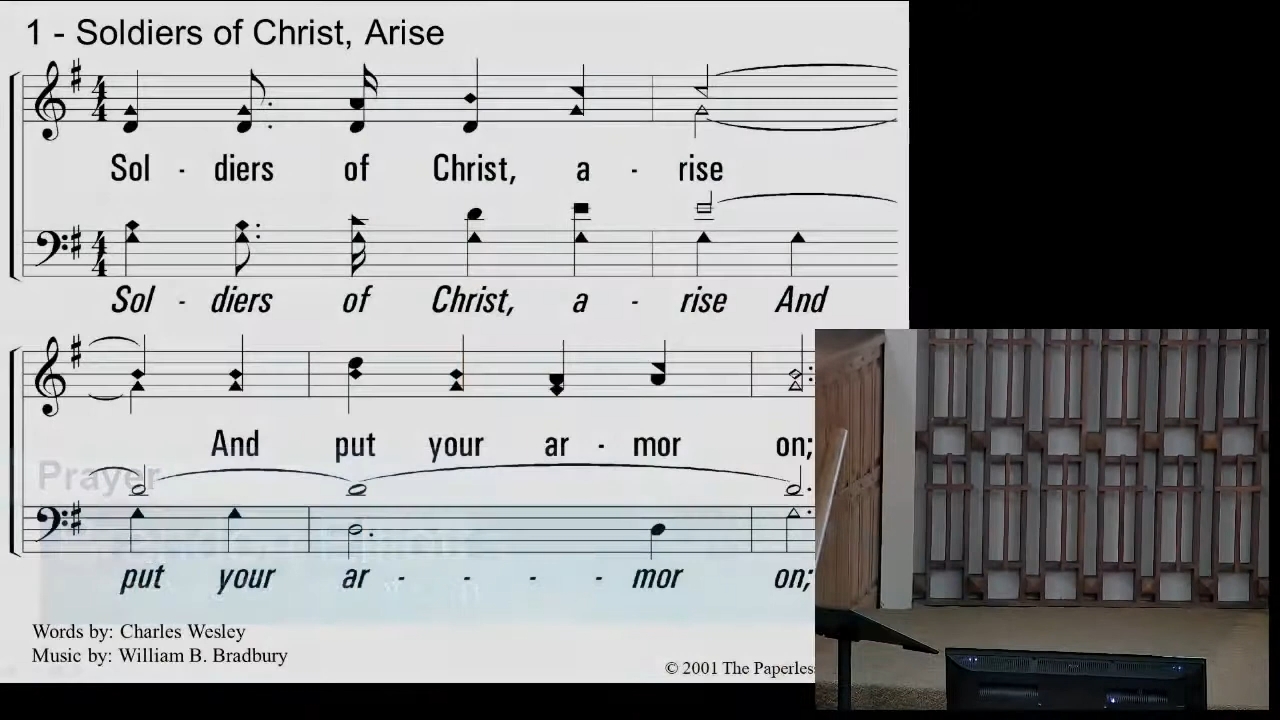 1 - Soldiers of Christ, Arise
Sol - diers of Christ, a - rise
Sol - diers of Christ, a - rise And
And put your ar - mor on;
Prayer
put your ar - - - - mor on;
Words by: Charles Wesley
Music by: William B. Bradbury
© 2001 The Paperless